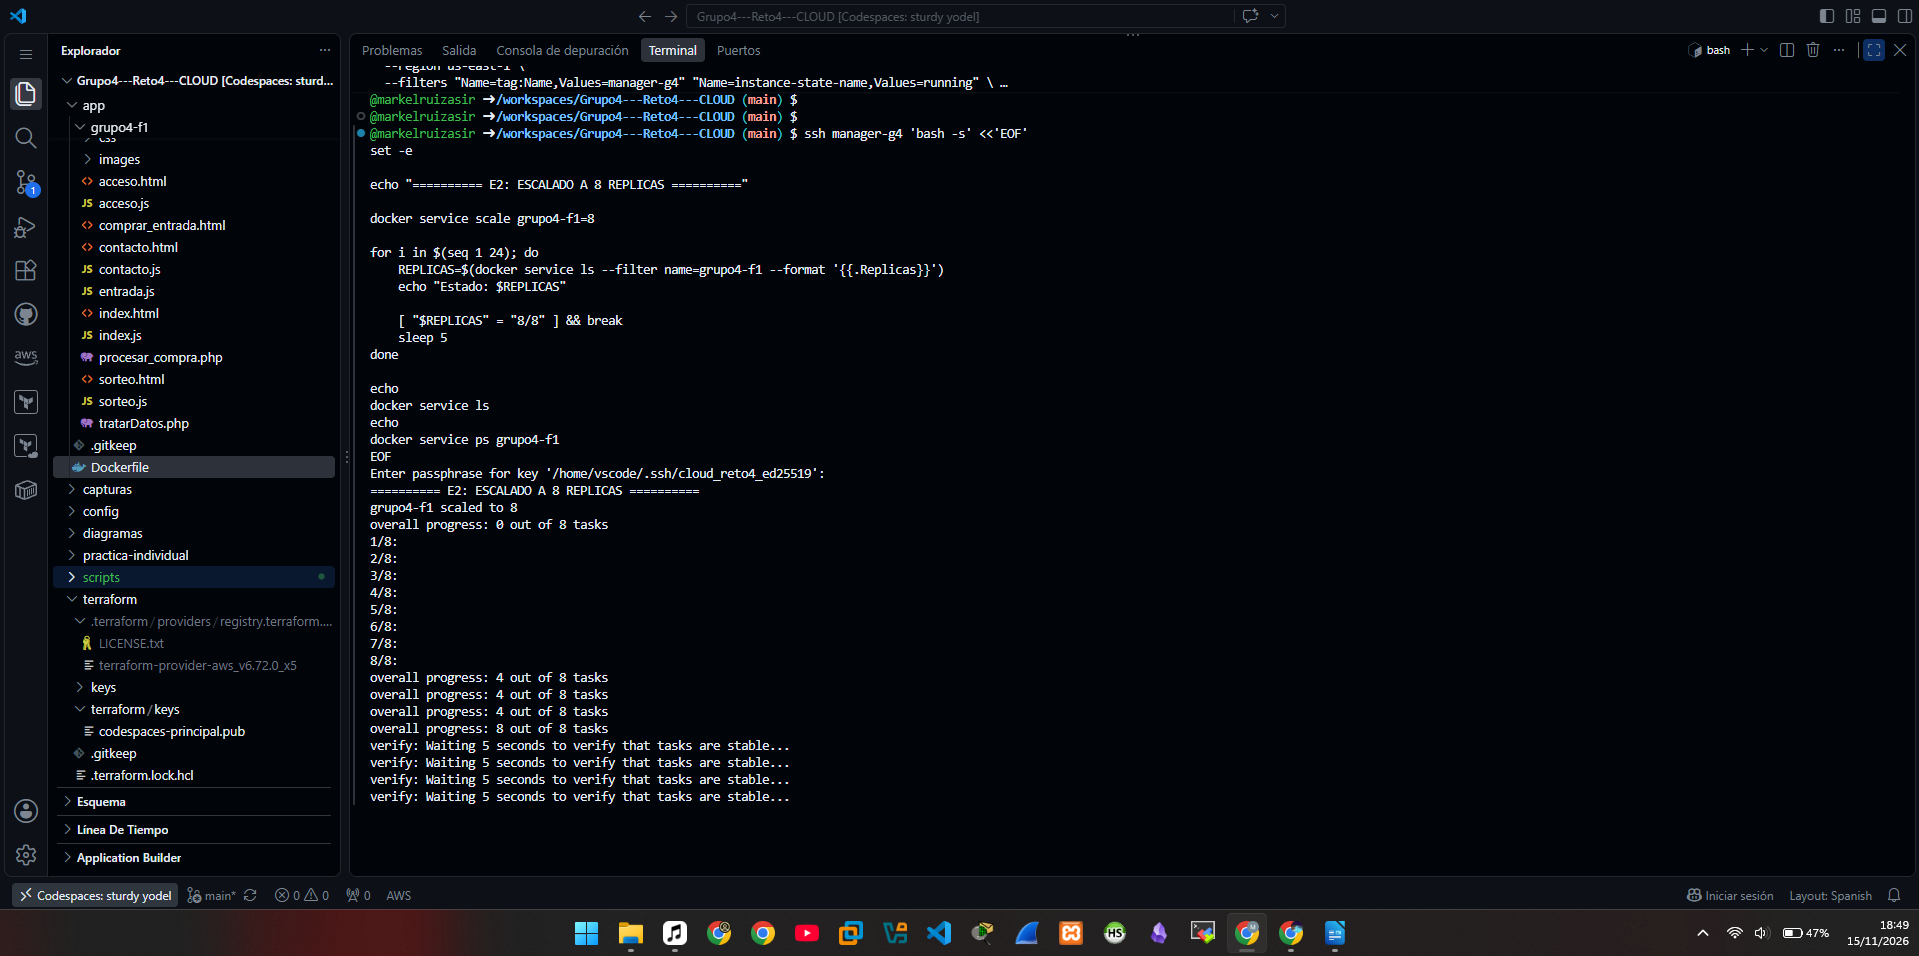 Grupo4---Reto4---CLOUD [Codespaces: sturdy yodel]
Explorador
Grupo4---Reto4---CLOUD [Codespaces: sturd...
app
grupo4-f1
css
images
acceso.html
JS acceso.js
comprar_entrada.html
contacto.html
JS contacto.js
JS entrada.js
index.html
JS index.js
procesar_compra.php
sorteo.html
JS sorteo.js
tratarDatos.php
.gitkeep
Dockerfile
capturas
config
diagramas
practica-individual
scripts
terraform
.terraform / providers / registry.terraform....
LICENSE.txt
terraform-provider-aws_v6.72.0_x5
keys
terraform / keys
codespaces-principal.pub
.gitkeep
.terraform.lock.hcl
Esquema
Línea De Tiempo
Application Builder
1
aws
Problemas Salida Consola de depuración Terminal Puertos
bash
--region us-east-1 \
--filters "Name=tag:Name,Values=manager-g4" "Name=instance-state-name,Values=running" \ …
@markelruizasir ➜/workspaces/Grupo4---Reto4---CLOUD (main) $
@markelruizasir ➜/workspaces/Grupo4---Reto4---CLOUD (main) $
@markelruizasir ➜/workspaces/Grupo4---Reto4---CLOUD (main) $ ssh manager-g4 'bash -s' <<'EOF'
set -e
echo "========== E2: ESCALADO A 8 REPLICAS =========="
docker service scale grupo4-f1=8
for i in $(seq 1 24); do
REPLICAS=$(docker service ls --filter name=grupo4-f1 --format '{{.Replicas}}')
echo "Estado: $REPLICAS"
[ "$REPLICAS" = "8/8" ] && break
sleep 5
done
echo
docker service ls
echo
docker service ps grupo4-f1
EOF
Enter passphrase for key '/home/vscode/.ssh/cloud_reto4_ed25519':
========== E2: ESCALADO A 8 REPLICAS ==========
grupo4-f1 scaled to 8
overall progress: 0 out of 8 tasks
1/8:
2/8:
3/8:
4/8:
5/8:
6/8:
7/8:
8/8:
overall progress: 4 out of 8 tasks
overall progress: 4 out of 8 tasks
overall progress: 4 out of 8 tasks
overall progress: 8 out of 8 tasks
verify: Waiting 5 seconds to verify that tasks are stable...
verify: Waiting 5 seconds to verify that tasks are stable...
verify: Waiting 5 seconds to verify that tasks are stable...
verify: Waiting 5 seconds to verify that tasks are stable...
Codespaces: sturdy yodel main* 0 0 0 AWS
Iniciar sesión Layout: Spanish
HS
47%
18:49
15/11/2026